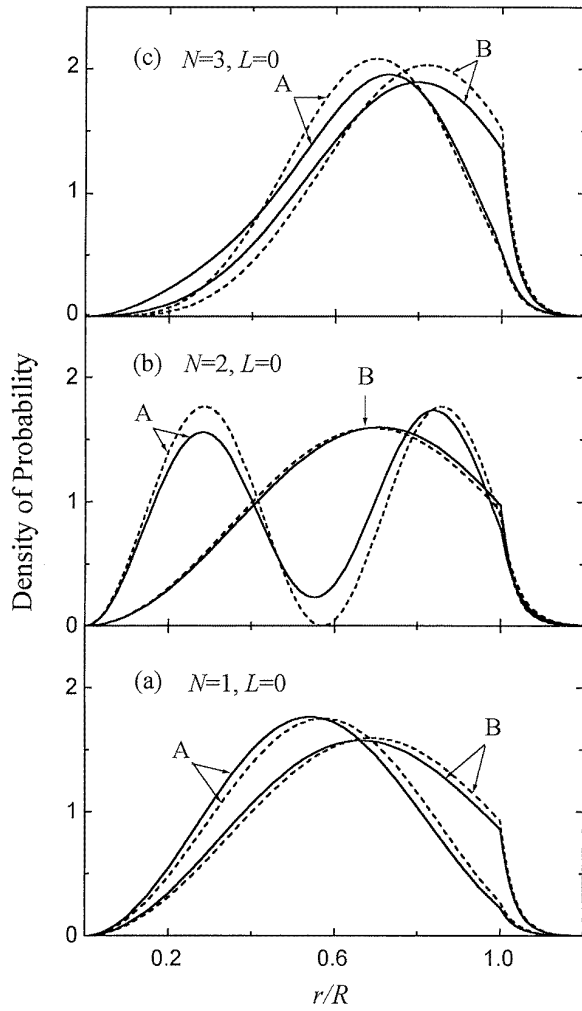 (c) N=3, L=0
A
B
2
1
0
(b) N=2, L=0
A
B
2
1
0
(a) N=1, L=0
A
B
2
1
0
0.2 0.6 1.0
r/R
Density of Probability